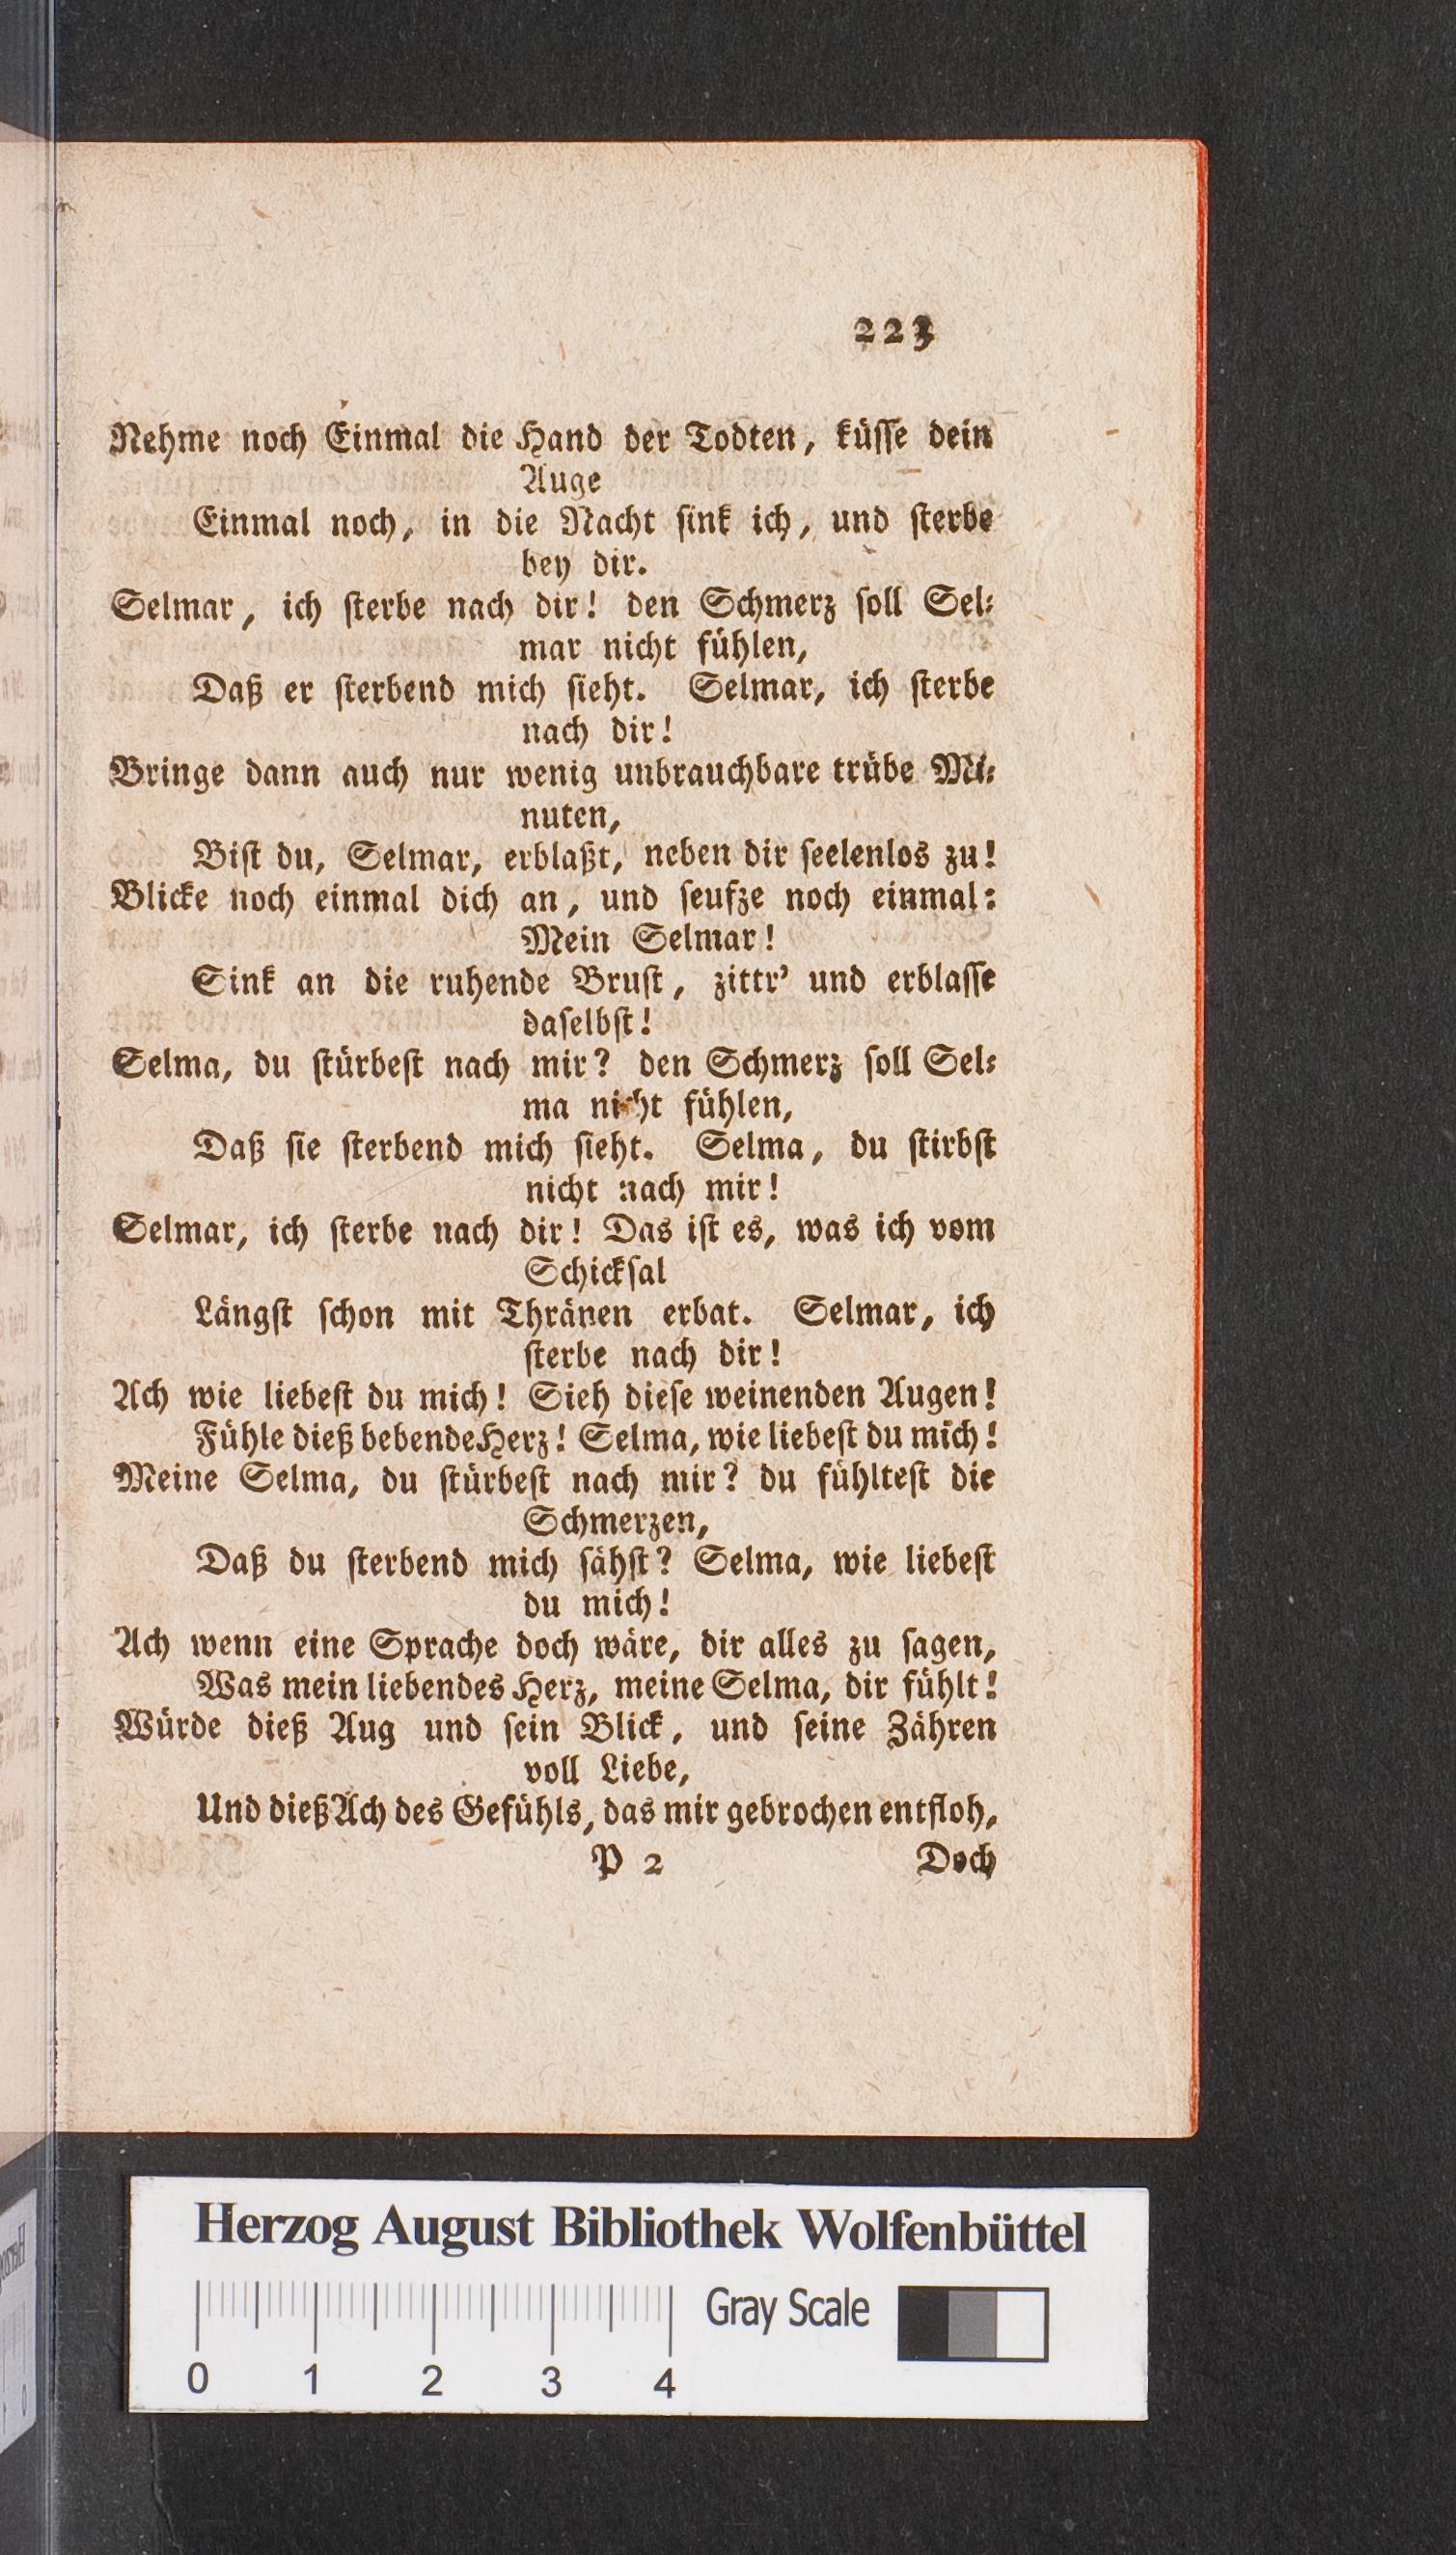 223
Nehme noch Einmal die Hand der Todten, küſſe dein
Auge
Einmal noch, in die Nacht ſink ich, und ſterbe
bey dir.
Selmar, ich ſterbe nach dir! den Schmerz ſoll Sel⸗
mar nicht fühlen,
Daß er ſterbend mich ſieht. Selmar, ich ſterbe
nach dir!
Bringe dann auch nur wenig unbrauchbare trübe Mi⸗
nuten,
Biſt du, Selmar, erblaßt, neben dir ſeelenlos zu!
Blicke noch einmal dich an, und ſeufze noch einmal:
Mein Selmar!
Sink an die ruhende Bruſt, zittr’ und erblaſſe
daſelbſt!
Selma, du ſtürbeſt nach mir? den Schmerz ſoll Sel⸗
ma nicht fühlen,
Daß ſie ſterbend mich ſieht. Selma, du ſtirbſt
nicht nach mir!
Selmar, ich ſterbe nach dir! Das iſt es, was ich vom
Schickſal
Längſt ſchon mit Thränen erbat. Selmar, ich
ſterbe nach dir!
Ach wie liebeſt du mich! Sieh dieſe weinenden Augen!
Fühle dieß bebende Herz! Selma, wie liebeſt du mich!
Meine Selma, du ſtürbeſt nach mir? du fühlteſt die
Schmerzen,
Daß du ſterbend mich ſähſt? Selma, wie liebeſt
du mich!
Ach wenn eine Sprache doch wäre, dir alles zu ſagen,
Was mein liebendes Herz, meine Selma, dir fühlt!
Würde dieß Aug und ſein Blick, und ſeine Zähren
voll Liebe,
Und dieß Ach des Gefühls, das mir gebrochen entfloh,
P 2 Doch
Herzog August Bibliothek Wolfenbüttel
Gray Scale
0 1 2 3 4